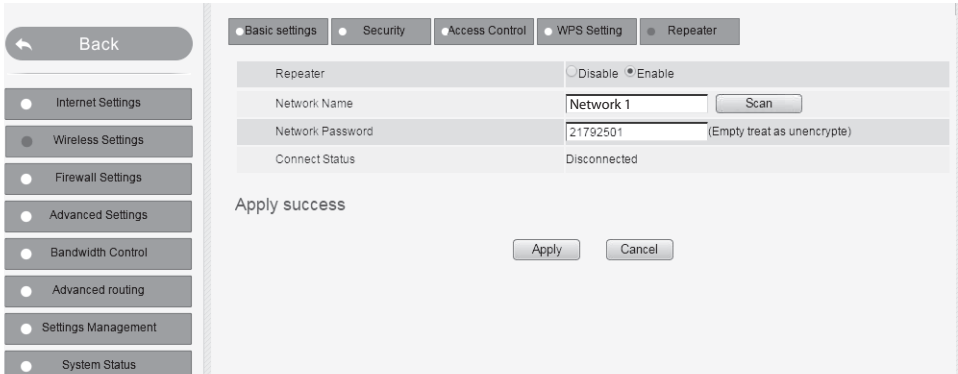 Back
Internet Settings
Wireless Settings
Firewall Settings
Advanced Settings
Bandwidth Control
Advanced routing
Settings Management
System Status
Basic settings Security Access Control WPS Setting Repeater
Repeater Disable Enable
Network Name Network 1 Scan
Network Password 21792501 (Empty treat as unencrypte)
Connect Status Disconnected
Apply success
Apply Cancel